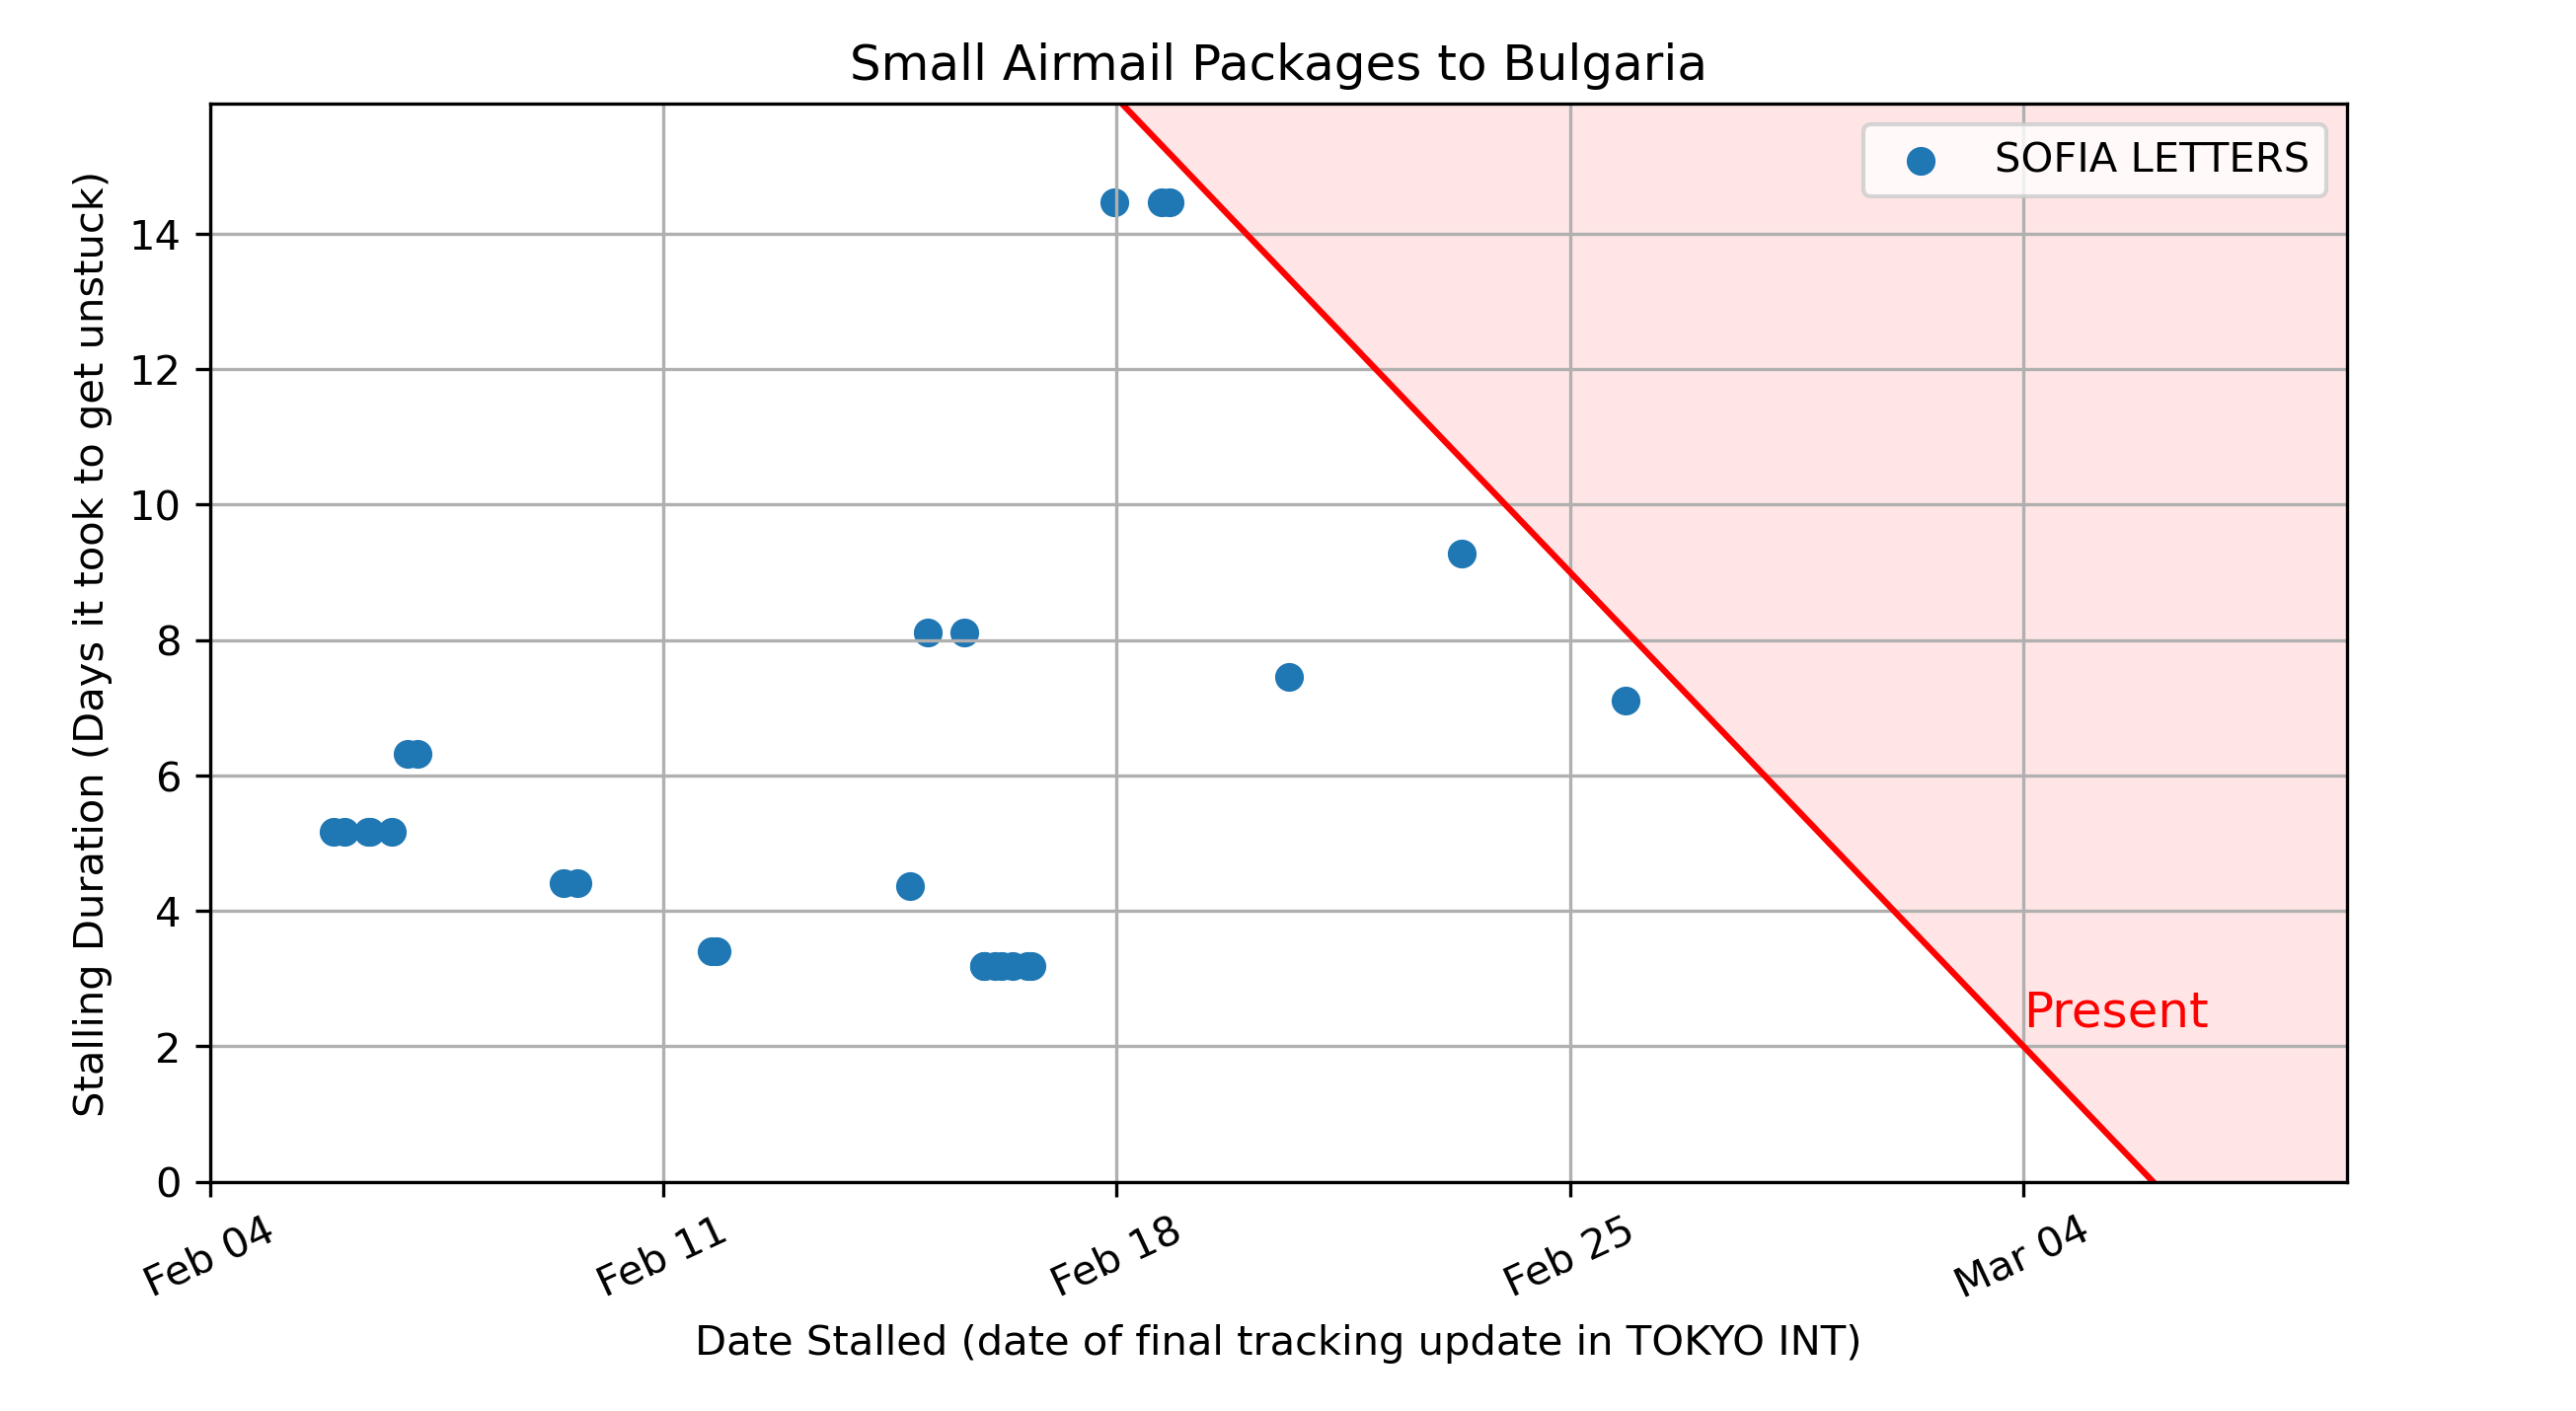 Small Airmail Packages to Bulgaria
SOFIA LETTERS
Stalling Duration (Days it took to get unstuck)
14
12
10
8
6
4
2
0
Present
Feb 04
Feb 11
Feb 18
Feb 25
Mar 04
Date Stalled (date of final tracking update in TOKYO INT)